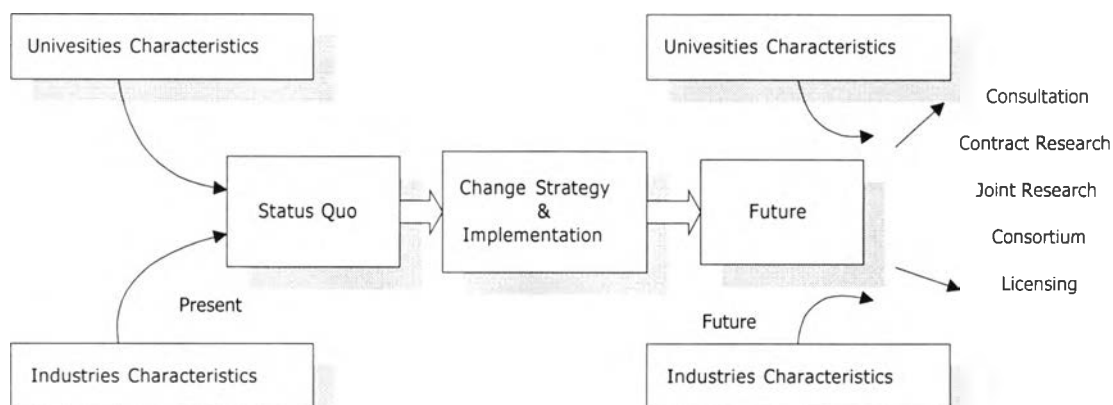 Univesities Characteristics
Univesities Characteristics
Consultation
Contract Research
Joint Research
Consortium
Licensing
Status Quo
Change Strategy
&
Implementation
Future
Present
Future
Industries Characteristics
Industries Characteristics